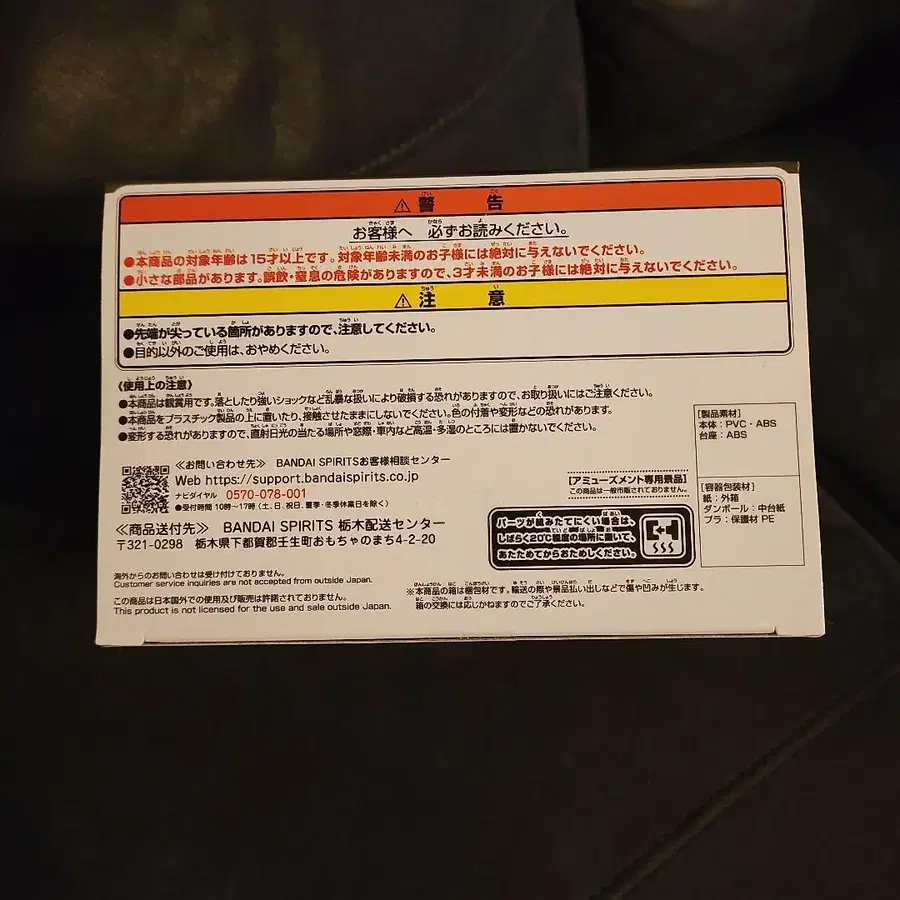 ⚠警告
お客様へ 必ずお読みください。
●本商品の対象年齢は15才以上です。対象年齢未満のお子様には絶対に与えないでください。
●小さな部品があります。誤飲・窒息の危険がありますので、3才未満のお子様には絶対に与えないでください。
⚠注意
●先端が尖っている箇所がありますので、注意してください。
●目的以外のご使用は、おやめください。
《使用上の注意》
●本商品は観賞用です。落としたり強いショックなど乱暴な扱いにより破損する恐れがありますので、お取り扱いにはご注意ください。
●本商品をプラスチック製品の上に置いたり、接触させたままにしないでください。色の付着や変形などの恐れがあります。
●変形する恐れがありますので、直射日光の当たる場所や窓際・車内など高温・多湿のところには置かないでください。
≪お問い合わせ先≫ BANDAI SPIRITSお客様相談センター
Web https://support.bandaispirits.co.jp
ナビダイヤル 0570-078-001
●受付時間 10時~17時(土、日、祝日、夏季・冬季休業日を除く)
≪商品送付先≫ BANDAI SPIRITS 栃木配送センター
〒321-0298 栃木県下都賀郡壬生町おもちゃのまち4-2-20
海外からのお問い合わせは受け付けておりません。
Customer service inquiries are not accepted from outside Japan.
この商品は日本国外での使用及び販売は許諾されておりません。
This product is not licensed for the use and sale outside Japan.
[アミューズメント専用景品]
この商品は一般市販されておりません。
パーツが組みたてにくい場合は、
しばらく20℃程度の場所に置いて、
あたためてからおためしください。
※本商品の箱は梱包材です。輸送の際や景品払い出しなどで傷や凹みが生じます。
箱の交換には応じかねますのでご了承ください。
[製品素材]
本体:PVC・ABS
台座:ABS
[容器包装材]
紙:外箱
ダンボール:中台紙
プラ:保護材 PE